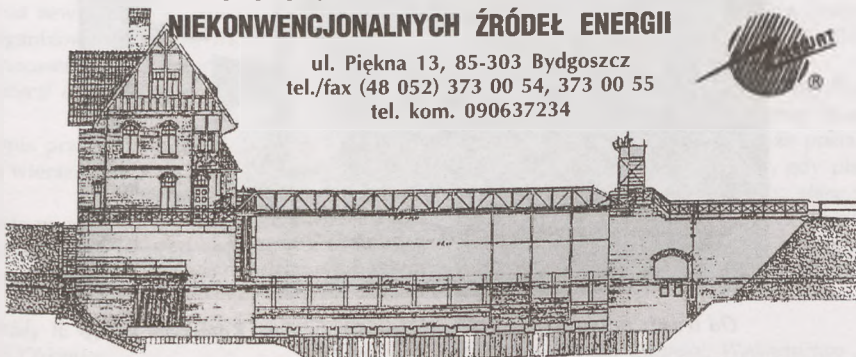 NIEKONWENCJONALNYCH ŹRÓDEŁ ENERGII
ul. Piękna 13, 85-303 Bydgoszcz
tel./fax (48 052) 373 00 54, 373 00 55
tel. kom. 090637234
®